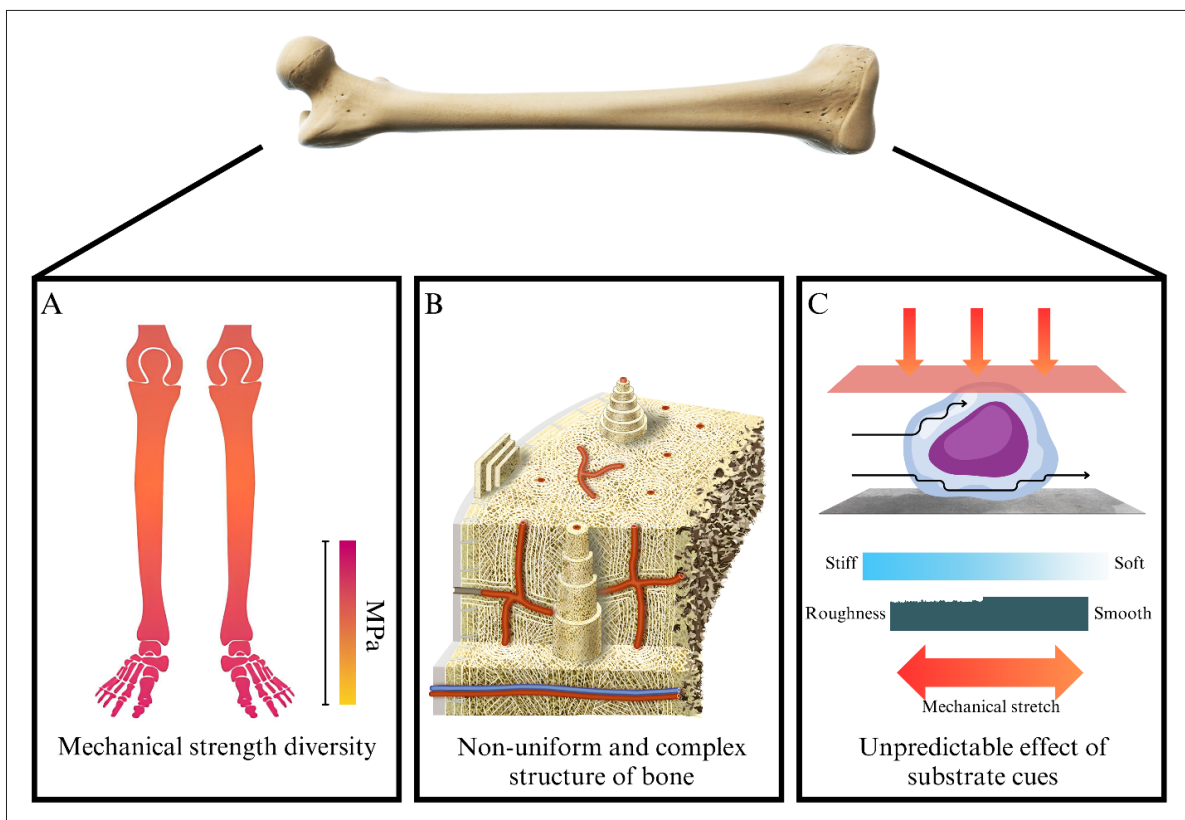 A
MPa
Mechanical strength diversity
B
Non-uniform and complex
structure of bone
C
Stiff
Soft
Roughness
Smooth
Mechanical stretch
Unpredictable effect of
substrate cues